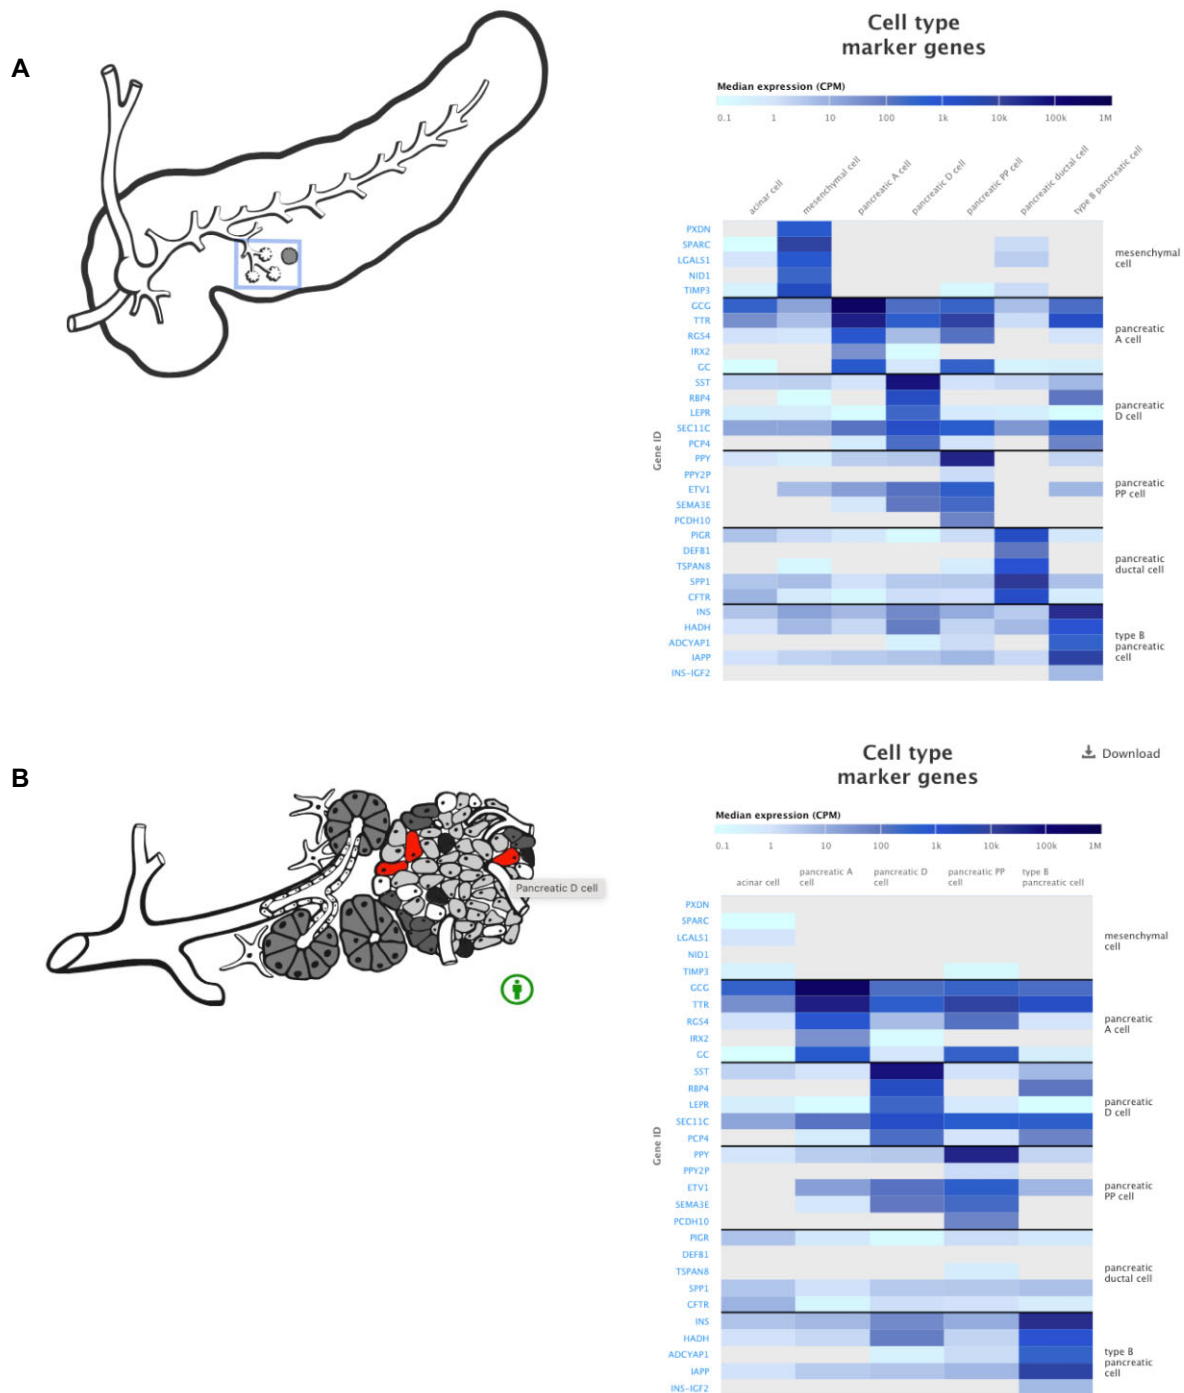 A
Cell type
marker genes
Median expression (CPM)
0.1 1 10 100 1k 10k 100k 1M
acinar cell
mesenchymal cell
pancreatic A cell
pancreatic D cell
pancreatic PP cell
pancreatic ductal cell
type B pancreatic cell
Gene ID
PXDN
SPARC
LGALS1
NID1
TIMP3
mesenchymal
cell
GCG
TTR
RGS4
IRX2
GC
pancreatic
A cell
SST
RBP4
LEPR
SEC11C
PCP4
pancreatic
D cell
PPY
PPY2P
ETV1
SEMA3E
PCDH10
pancreatic
PP cell
PIGR
DEFB1
TSPAN8
SPP1
CFTR
pancreatic
ductal cell
INS
HADH
ADCYAP1
IAPP
INS-IGF2
type B
pancreatic
cell
B
Pancreatic D cell
Cell type
marker genes
Download
Median expression (CPM)
0.1 1 10 100 1k 10k 100k 1M
acinar cell
pancreatic A
cell
pancreatic D
cell
pancreatic PP
cell
type B
pancreatic cell
Gene ID
PXDN
SPARC
LGALS1
NID1
TIMP3
mesenchymal
cell
GCG
TTR
RGS4
IRX2
GC
pancreatic
A cell
SST
RBP4
LEPR
SEC11C
PCP4
pancreatic
D cell
PPY
PPY2P
ETV1
SEMA3E
PCDH10
pancreatic
PP cell
PIGR
DEFB1
TSPAN8
SPP1
CFTR
pancreatic
ductal cell
INS
HADH
ADCYAP1
IAPP
INS-IGF2
type B
pancreatic
cell